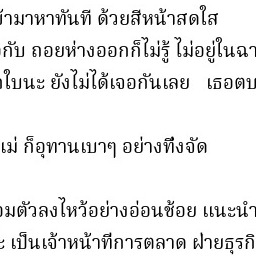 ข้ามาหาทันที ด้วยสีหน้าสดใส
กับ ถอยห่างออกก็ไม่รู้ ไม่อยู่ในฉา
ใบนะ ยังไม่ได้เจอกันเลย เธอตบ
แม่ ก็อุทานเบาๆ อย่างทึ่งจัด
อมตัวลงไหว้อย่างอ่อนช้อย แนะนำ
เป็นเจ้าหน้าที่การตลาด ฝ่ายธุรกิ